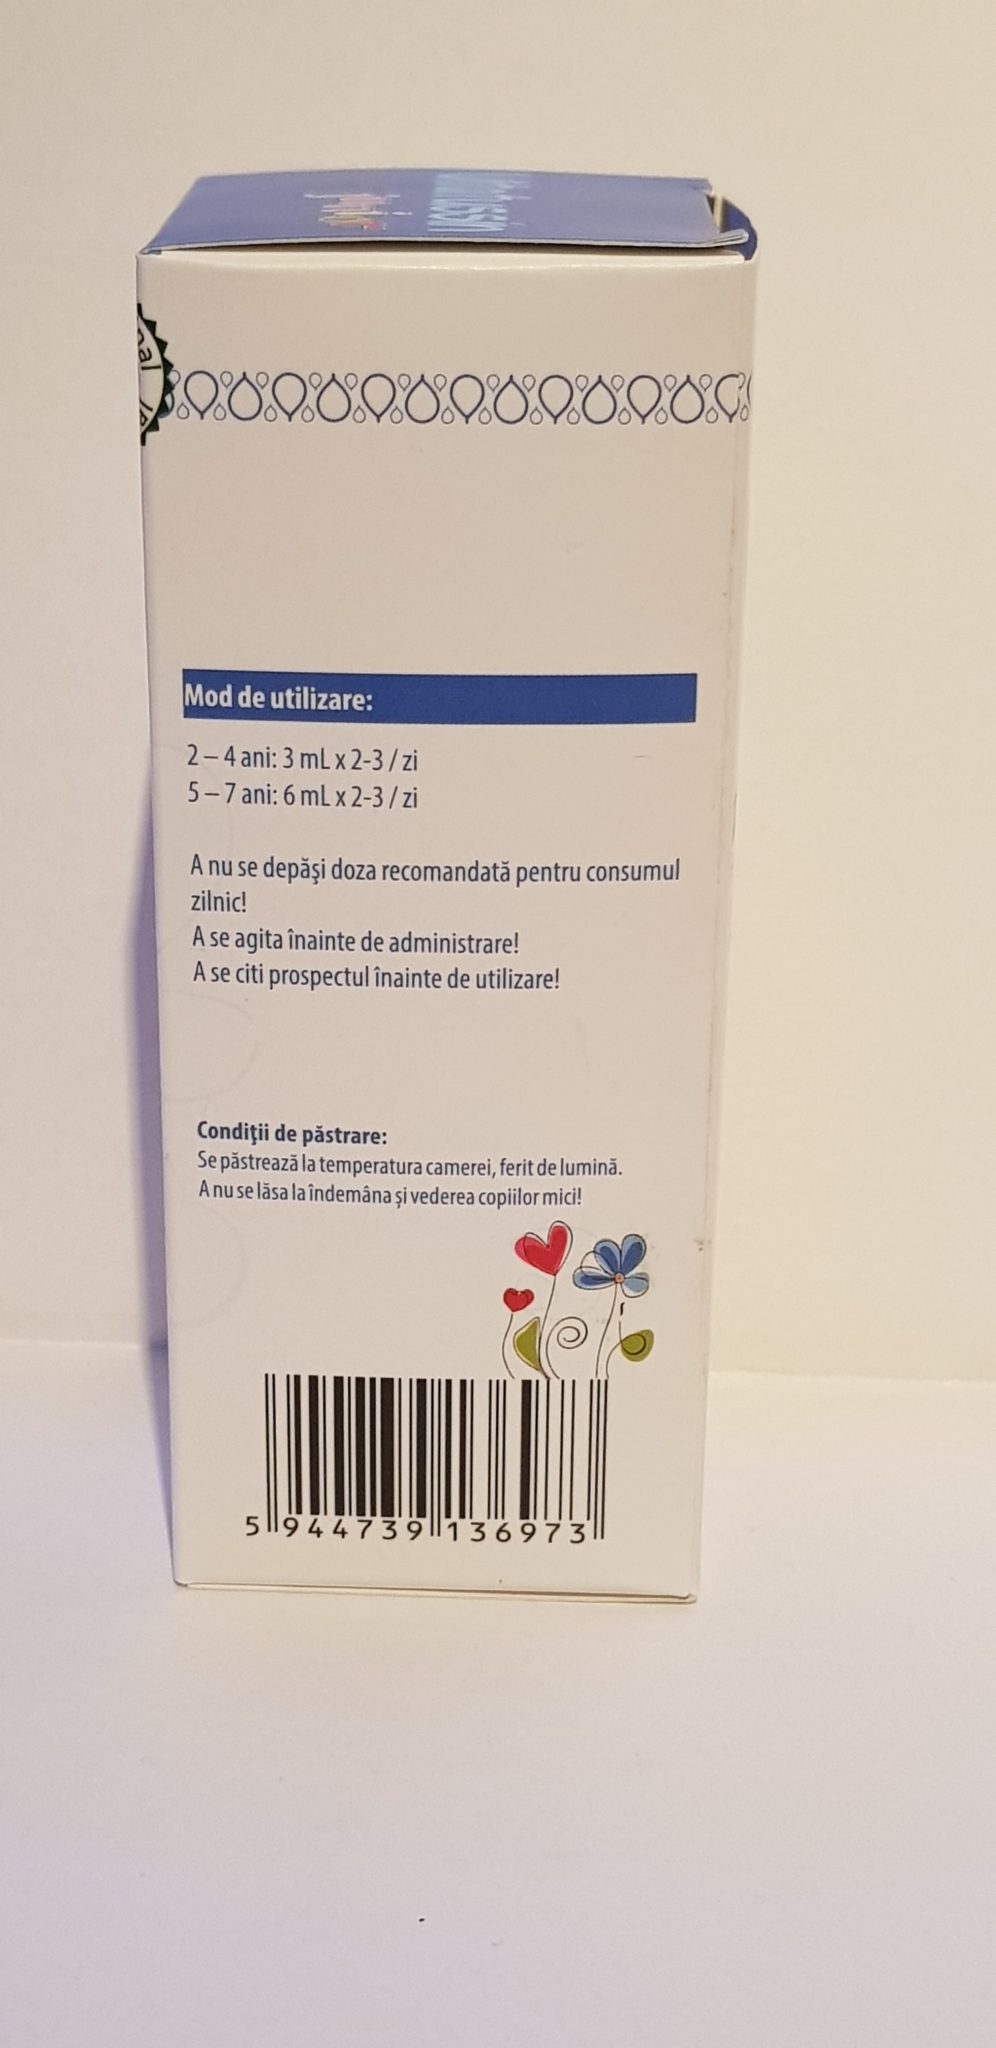 junior
Mod de utilizare:
2 – 4 ani: 3 mL x 2-3 / zi
5 – 7 ani: 6 mL x 2-3 / zi
A nu se depăşi doza recomandată pentru consumul
zilnic!
A se agita înainte de administrare!
A se citi prospectul înainte de utilizare!
Condiţii de păstrare:
Se păstrează la temperatura camerei, ferit de lumină.
A nu se lăsa la îndemâna şi vederea copiilor mici!
5 944739 136973